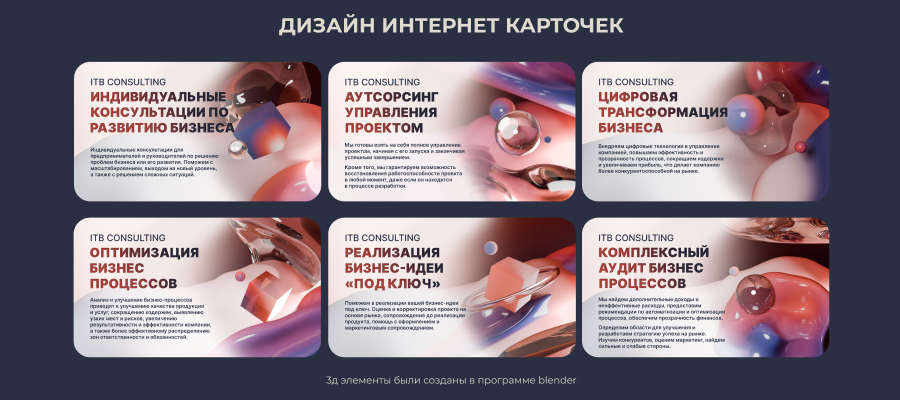 ДИЗАЙН ИНТЕРНЕТ КАРТОЧЕК
ITB CONSULTING
ИНДИВИДУАЛЬНЫЕ
КОНСУЛЬТАЦИИ ПО
РАЗВИТИЮ БИЗНЕСА
Индивидуальные консультации для
предпринимателей и руководителей по решению
проблем бизнеса или его развития. Поможем с
масштабированием, выходом на новый уровень,
а также с решением сложных ситуаций.
ITB CONSULTING
АУТСОРСИНГ
УПРАВЛЕНИЯ
ПРОЕКТОМ
Мы готовы взять на себя полное управление
проектом, начиная с его запуска и заканчивая
успешным завершением.
Кроме того, мы гарантируем возможность
восстановления работоспособности проекта
в любой момент, даже если он находится
в процессе разработки.
ITB CONSULTING
ЦИФРОВАЯ
ТРАНСФОРМАЦИЯ
БИЗНЕСА
Внедряем цифровые технологии в управление
компанией, повышаем эффективность и
прозрачность процессов, сокращаем издержки
и увеличиваем прибыль, что делает компанию
более конкурентоспособной на рынке.
ITB CONSULTING
ОПТИМИЗАЦИЯ
БИЗНЕС
ПРОЦЕССОВ
Анализ и улучшение бизнес-процессов
приводят к улучшению качества продукции
и услуг, сокращению издержек, выявлению
узких мест и рисков, увеличению
результативности и эффективности компании,
а также более эффективному распределению
зон ответственности и обязанностей.
ITB CONSULTING
РЕАЛИЗАЦИЯ
БИЗНЕС-ИДЕИ
«ПОД КЛЮЧ»
Поможем в реализации вашей бизнес-идеи
под ключ. Оценка и корректировка проекта на
основе рынка, сопровождение до реализации
продукта, помощь с оформлением и
маркетинговым сопровождением.
ITB CONSULTING
КОМПЛЕКСНЫЙ
АУДИТ БИЗНЕС
ПРОЦЕССОВ
Мы найдем дополнительные доходы и
неэффективные расходы, предоставим
рекомендации по автоматизации и оптимизации
процессов, обеспечим прозрачность финансов.
Определим области для улучшения и
разработаем стратегию успеха на рынке.
Изучим конкурентов, оценим маркетинг, найдем
сильные и слабые стороны.
3д элементы были созданы в программе blender